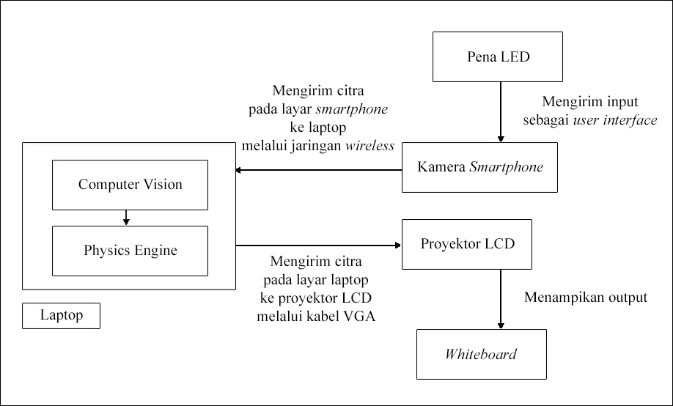 Pena LED
Mengirim input
sebagai user interface
Mengirim citra
pada layar smartphone
ke laptop
melalui jaringan wireless
Kamera Smartphone
Computer Vision
Physics Engine
Laptop
Mengirim citra
pada layar laptop
ke proyektor LCD
melalui kabel VGA
Proyektor LCD
Menampikan output
Whiteboard